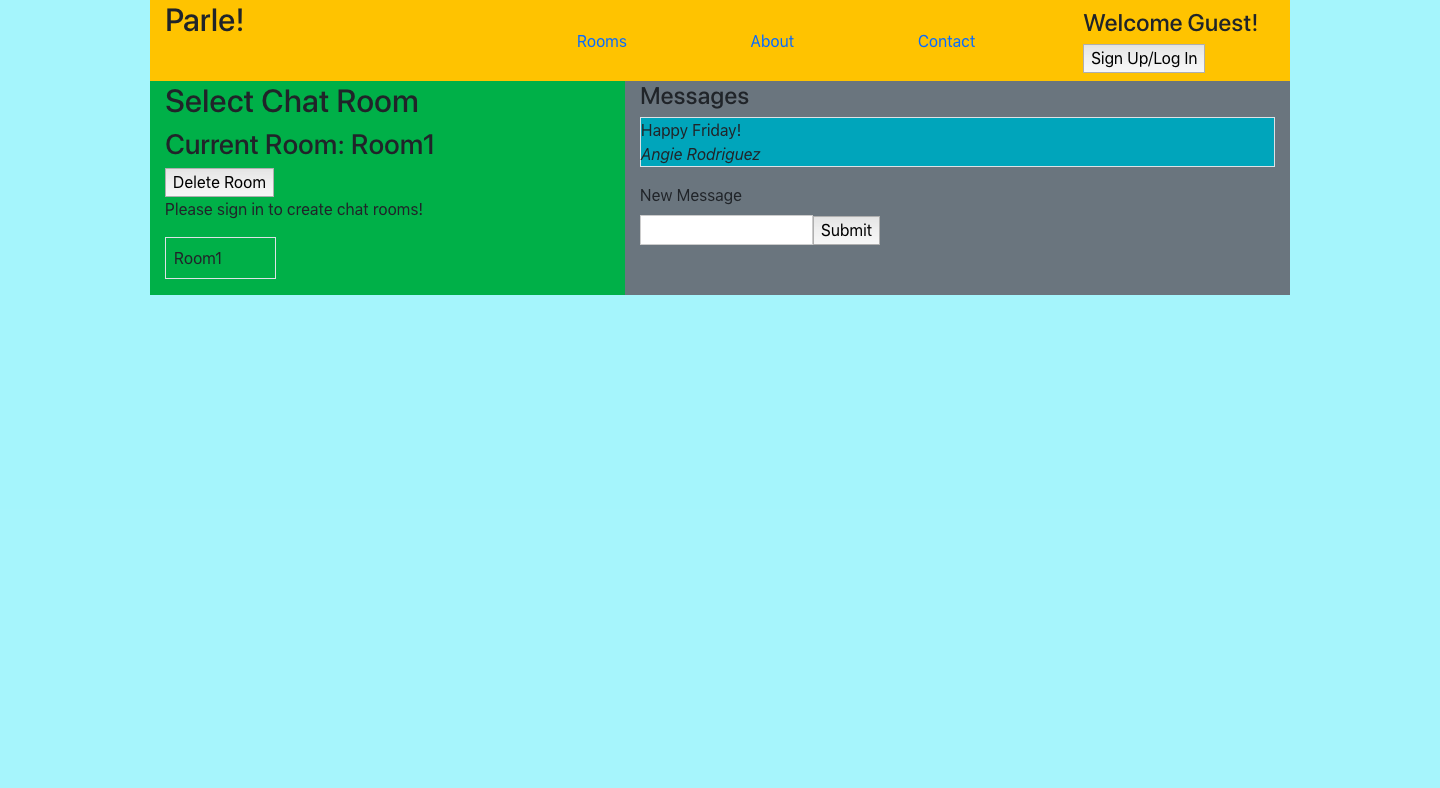 Parle!
Rooms
About
Contact
Welcome Guest!
Sign Up/Log In
Select Chat Room
Current Room: Room1
Delete Room
Please sign in to create chat rooms!
Room1
Messages
Happy Friday!
Angie Rodriguez
New Message
Submit